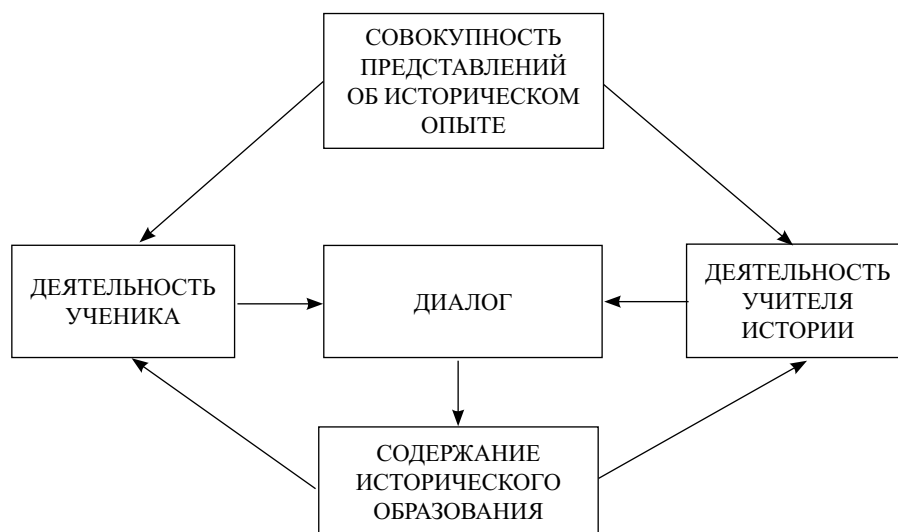 СОВОКУПНОСТЬ
ПРЕДСТАВЛЕНИЙ
ОБ ИСТОРИЧЕСКОМ
ОПЫТЕ
ДЕЯТЕЛЬНОСТЬ
УЧЕНИКА
ДИАЛОГ
ДЕЯТЕЛЬНОСТЬ
УЧИТЕЛЯ
ИСТОРИИ
СОДЕРЖАНИЕ
ИСТОРИЧЕСКОГО
ОБРАЗОВАНИЯ